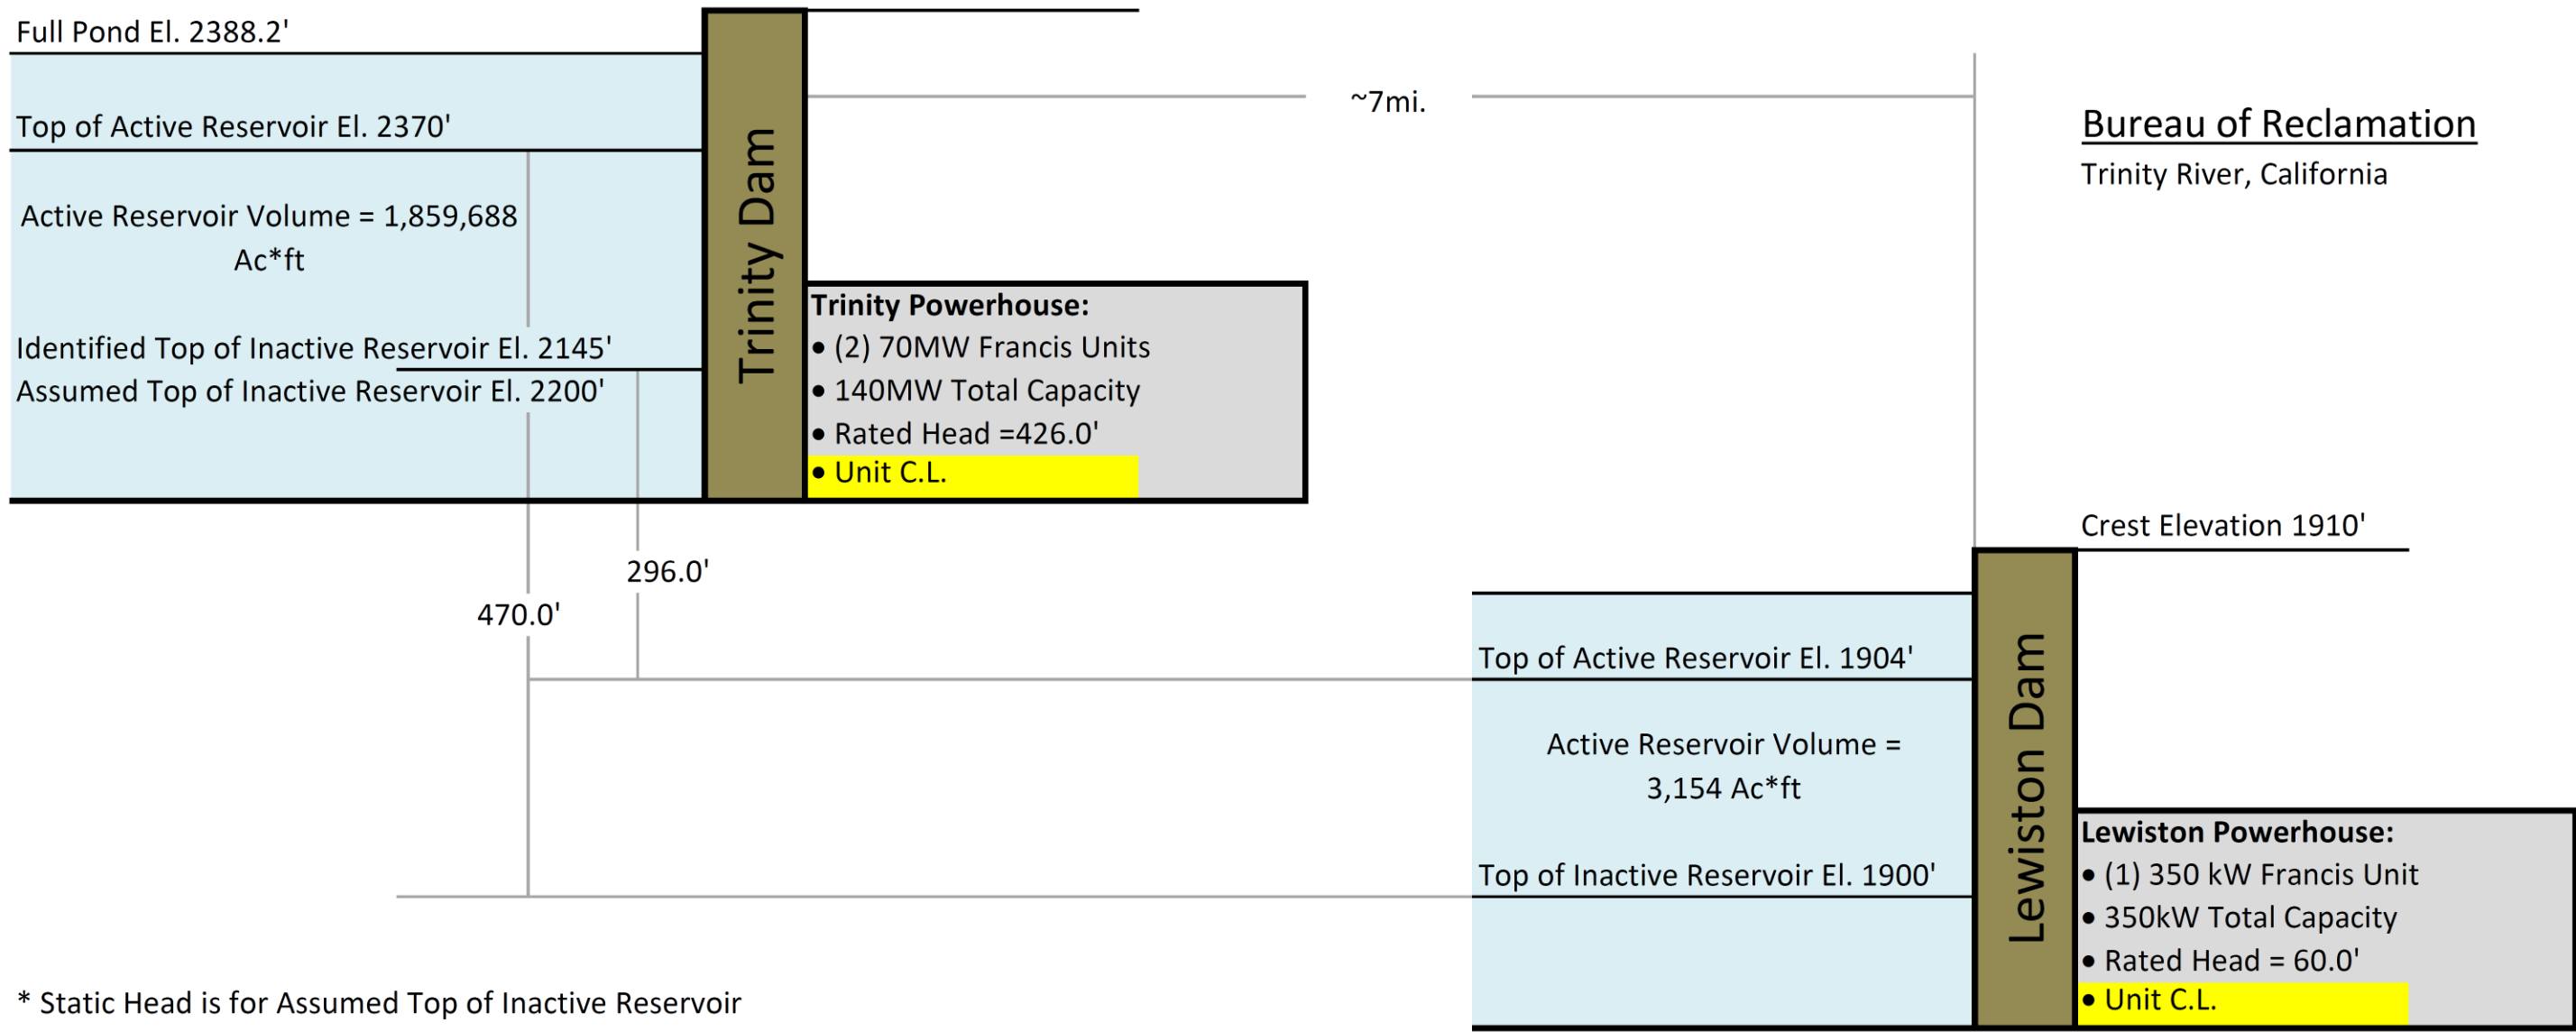 Full Pond El. 2388.2'
Top of Active Reservoir El. 2370'
Active Reservoir Volume = 1,859,688
Ac*ft
Identified Top of Inactive Reservoir El. 2145'
Assumed Top of Inactive Reservoir El. 2200'
Trinity Dam
Trinity Powerhouse:
• (2) 70MW Francis Units
• 140MW Total Capacity
• Rated Head =426.0'
• Unit C.L.
~7mi.
Bureau of Reclamation
Trinity River, California
296.0'
470.0'
Crest Elevation 1910'
Top of Active Reservoir El. 1904'
Active Reservoir Volume =
3,154 Ac*ft
Top of Inactive Reservoir El. 1900'
Lewiston Dam
Lewiston Powerhouse:
• (1) 350 kW Francis Unit
• 350kW Total Capacity
• Rated Head = 60.0'
• Unit C.L.
* Static Head is for Assumed Top of Inactive Reservoir